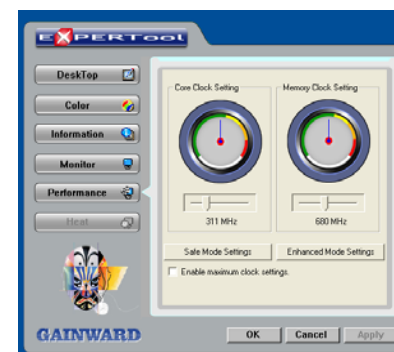 EXPERTool
DeskTop
Color
Information
Monitor
Performance
Heat
Core Clock Setting
Memory Clock Setting
311 MHz
680 MHz
Safe Mode Settings
Enhanced Mode Settings
Enable maximum clock settings.
GAINWARD
OK
Cancel
Apply